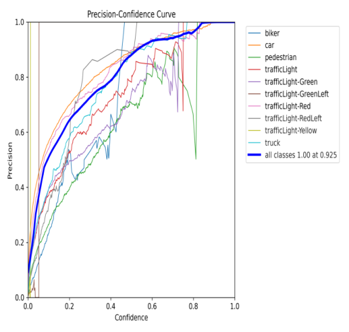 Precision-Confidence Curve
1.0
0.8
0.6
0.4
0.2
0.0
Precision
0.0 0.2 0.4 0.6 0.8 1.0
Confidence
biker
car
pedestrian
trafficLight
trafficLight-Green
trafficLight-GreenLeft
trafficLight-Red
trafficLight-RedLeft
trafficLight-Yellow
truck
all classes 1.00 at 0.925